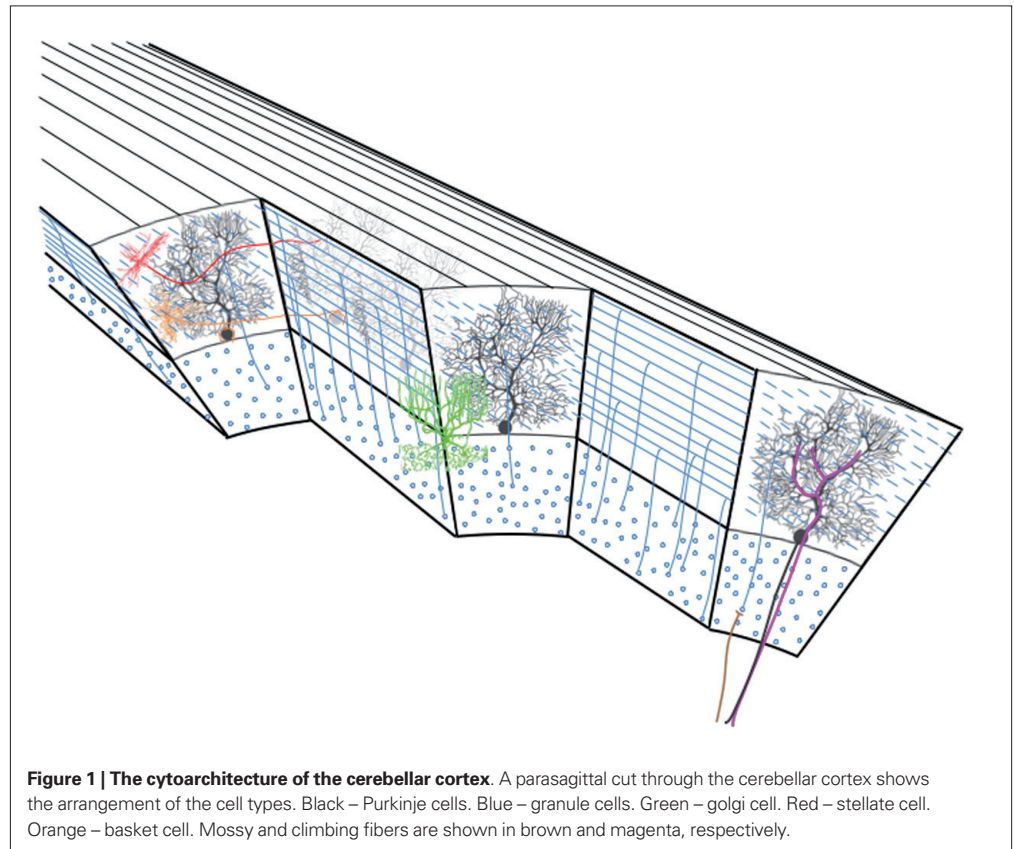 Figure 1 | The cytoarchitecture of the cerebellar cortex. A parasagittal cut through the cerebellar cortex shows
the arrangement of the cell types. Black – Purkinje cells. Blue – granule cells. Green – golgi cell. Red – stellate cell.
Orange – basket cell. Mossy and climbing fibers are shown in brown and magenta, respectively.